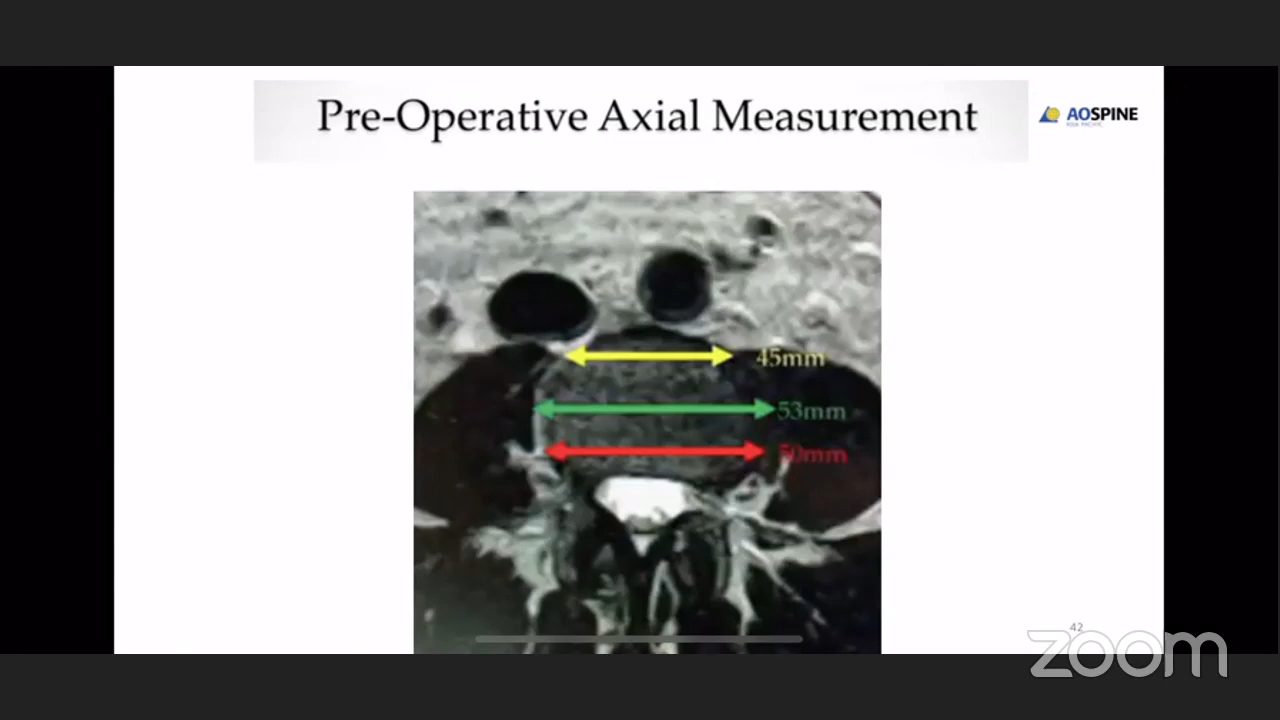 Pre-Operative Axial Measurement
AOSPINE
ASIA PACIFIC
45mm
53mm
50mm
42
zoom